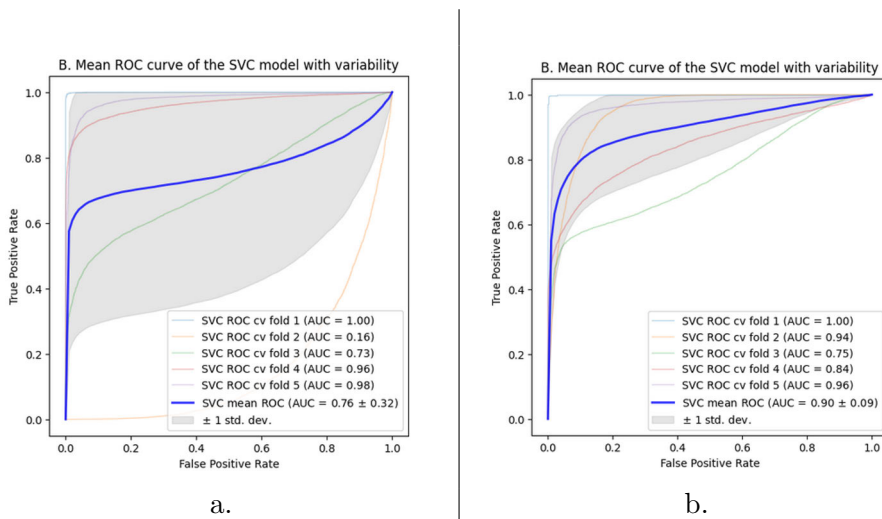 B. Mean ROC curve of the SVC model with variability
1.0
0.8
0.6
0.4
0.2
0.0
True Positive Rate
SVC ROC cv fold 1 (AUC = 1.00)
SVC ROC cv fold 2 (AUC = 0.16)
SVC ROC cv fold 3 (AUC = 0.73)
SVC ROC cv fold 4 (AUC = 0.96)
SVC ROC cv fold 5 (AUC = 0.98)
SVC mean ROC (AUC = 0.76 ± 0.32)
± 1 std. dev.
0.0 0.2 0.4 0.6 0.8 1.0
False Positive Rate
a.
B. Mean ROC curve of the SVC model with variability
1.0
0.8
0.6
0.4
0.2
0.0
True Positive Rate
SVC ROC cv fold 1 (AUC = 1.00)
SVC ROC cv fold 2 (AUC = 0.94)
SVC ROC cv fold 3 (AUC = 0.75)
SVC ROC cv fold 4 (AUC = 0.84)
SVC ROC cv fold 5 (AUC = 0.96)
SVC mean ROC (AUC = 0.90 ± 0.09)
± 1 std. dev.
0.0 0.2 0.4 0.6 0.8 1.0
False Positive Rate
b.